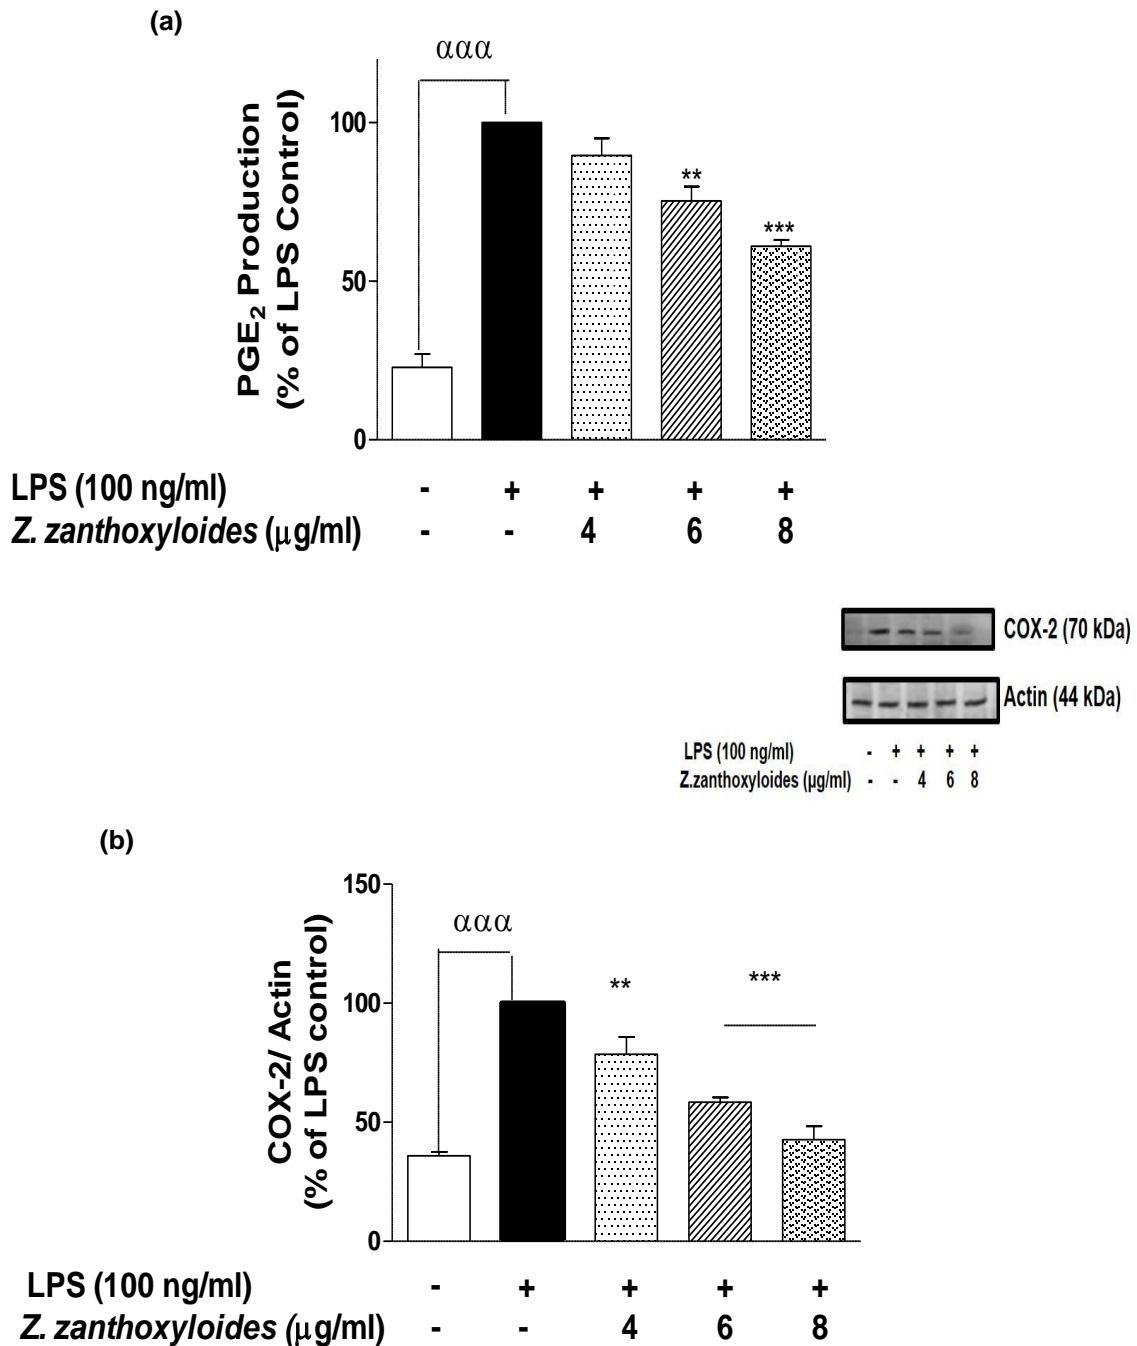 (a)
ααα
PGE₂ Production
(% of LPS Control)
100
50
0
**
***
LPS (100 ng/ml) - + + + +
Z. zanthoxyloides (μg/ml) - - 4 6 8
COX-2 (70 kDa)
Actin (44 kDa)
LPS (100 ng/ml) - + + + +
Z.zanthoxyloides (μg/ml) - - 4 6 8
(b)
COX-2/ Actin
(% of LPS control)
150
100
50
0
ααα
**
***
LPS (100 ng/ml) - + + + +
Z. zanthoxyloides (μg/ml) - - 4 6 8